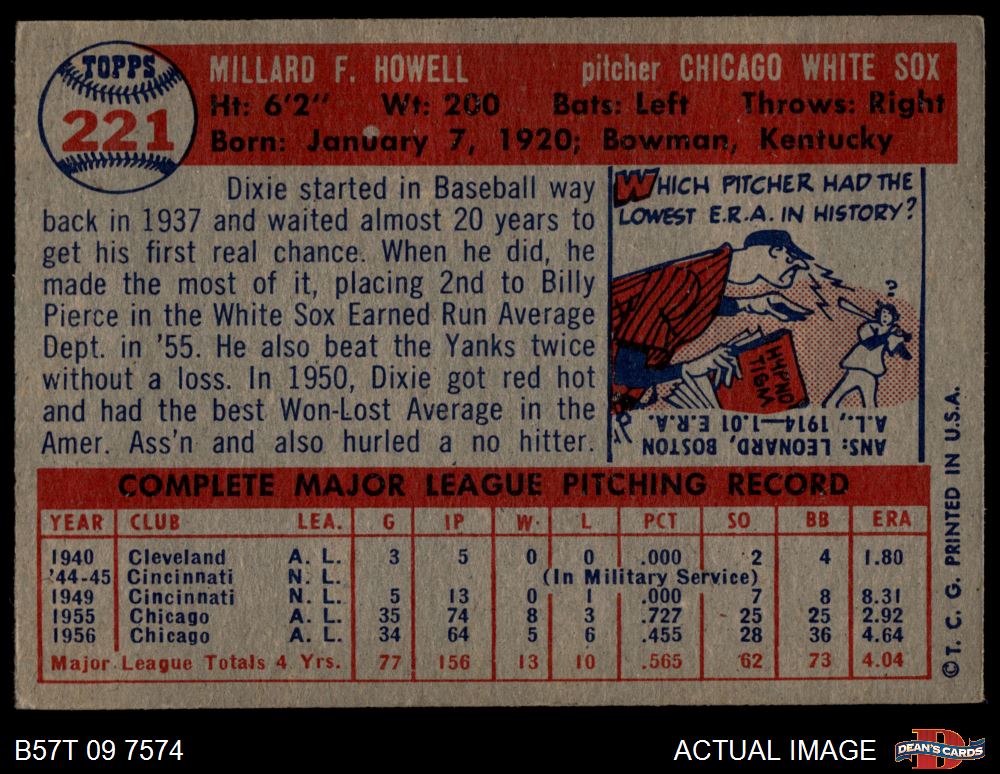 TOPPS
221
MILLARD F. HOWELL pitcher CHICAGO WHITE SOX
Ht: 6'2" Wt: 200 Bats: Left Throws: Right
Born: January 7, 1920; Bowman, Kentucky
Dixie started in Baseball way
back in 1937 and waited almost 20 years to
get his first real chance. When he did, he
made the most of it, placing 2nd to Billy
Pierce in the White Sox Earned Run Average
Dept. in '55. He also beat the Yanks twice
without a loss. In 1950, Dixie got red hot
and had the best Won-Lost Average in the
Amer. Ass'n and also hurled a no hitter.
WHICH PITCHER HAD THE
LOWEST E.R.A. IN HISTORY?
?
HYPNO
TISM
ANS: LEONARD, BOSTON
A.L., 1914—1.01 E.R.A.
COMPLETE MAJOR LEAGUE PITCHING RECORD
YEAR CLUB LEA. G IP W. L PCT SO BB ERA
1940 Cleveland A. L. 3 5 0 0 .000 2 4 1.80
'44-45 Cincinnati N. L. (In Military Service)
1949 Cincinnati N. L. 5 13 0 1 .000 7 8 8.31
1955 Chicago A. L. 35 74 8 3 .727 25 25 2.92
1956 Chicago A. L. 34 64 5 6 .455 28 36 4.64
Major League Totals 4 Yrs. 77 156 13 10 .565 62 73 4.04
©T. C. G. PRINTED IN U.S.A.
B57T 09 7574
ACTUAL IMAGE
D
DEAN'S CARDS